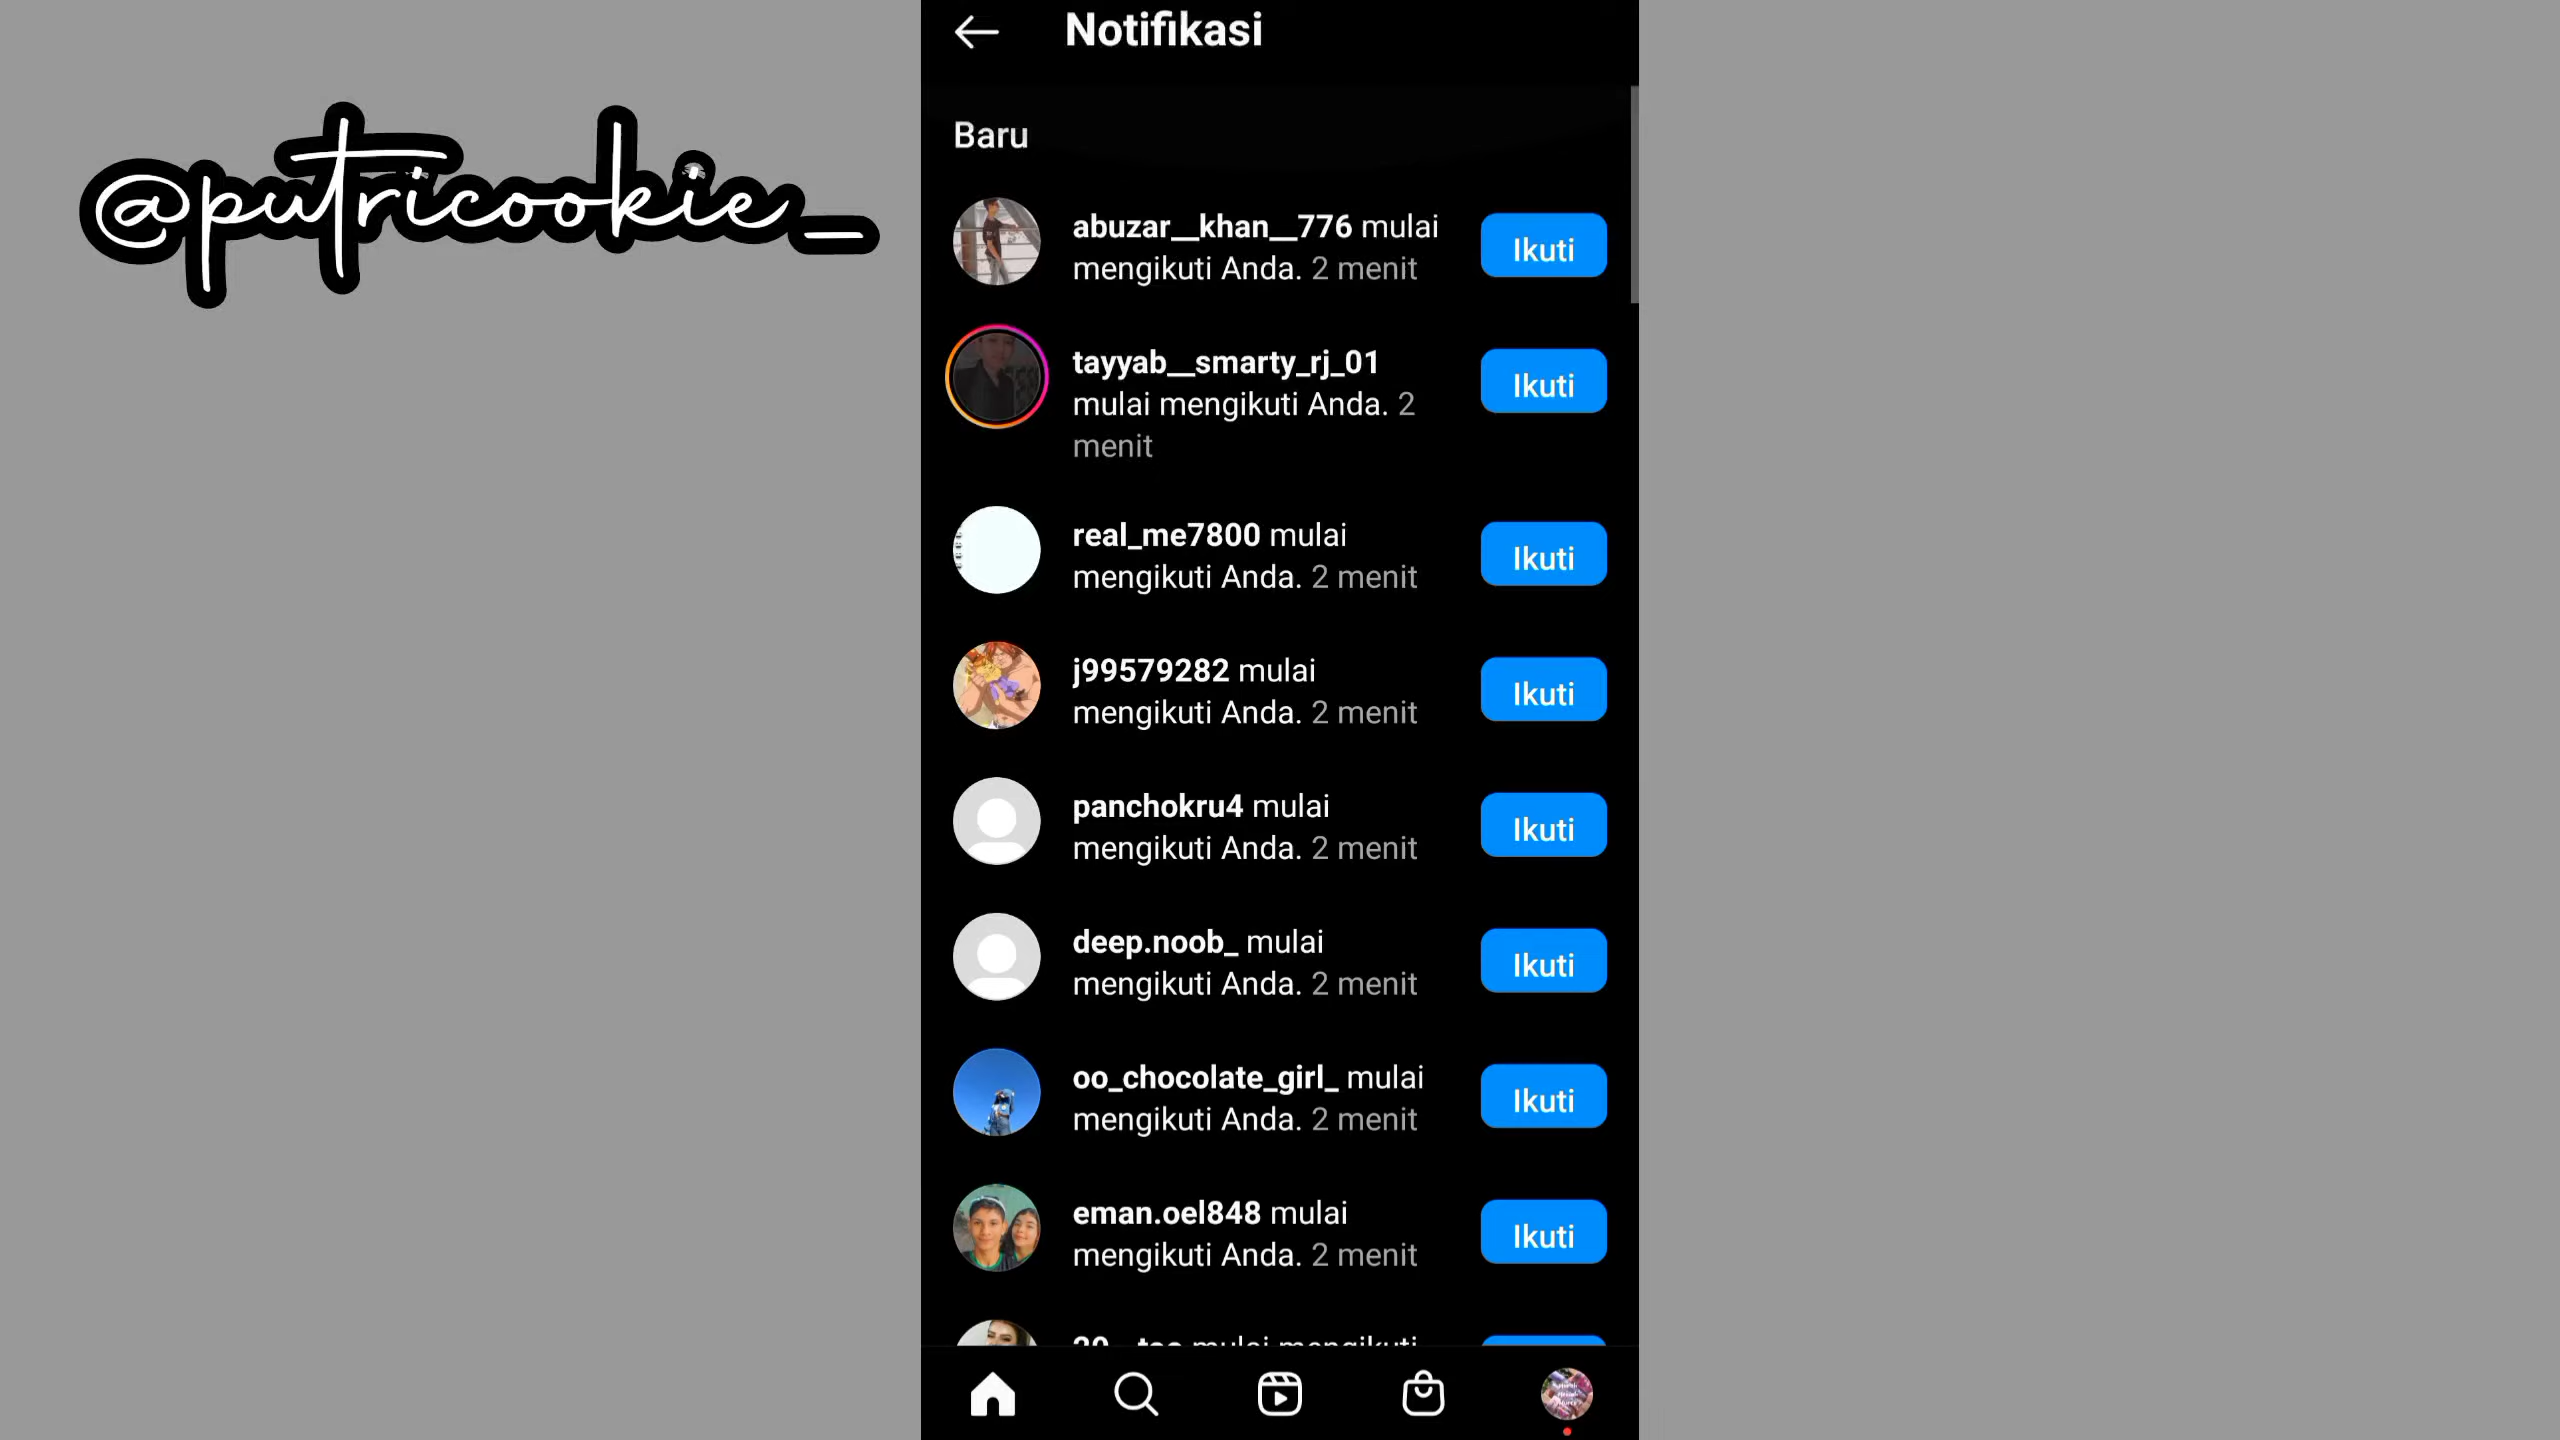 @putricookie_
Notifikasi
Baru
abuzar__khan__776 mulai
mengikuti Anda. 2 menit
Ikuti
tayyab__smarty_rj_01
mulai mengikuti Anda. 2
menit
Ikuti
real_me7800 mulai
mengikuti Anda. 2 menit
Ikuti
j99579282 mulai
mengikuti Anda. 2 menit
Ikuti
panchokru4 mulai
mengikuti Anda. 2 menit
Ikuti
deep.noob_ mulai
mengikuti Anda. 2 menit
Ikuti
oo_chocolate_girl_ mulai
mengikuti Anda. 2 menit
Ikuti
eman.oel848 mulai
mengikuti Anda. 2 menit
Ikuti
mulai mengikuti